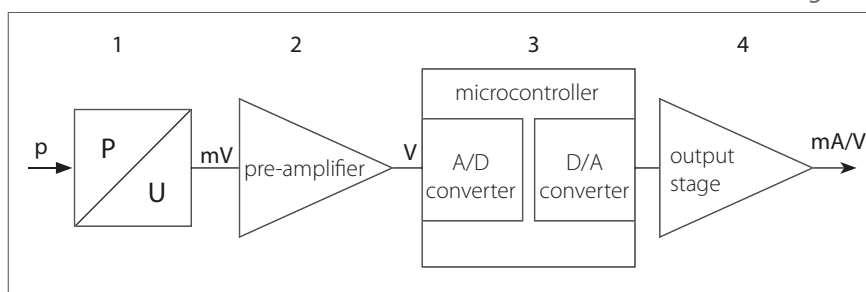 1 2 3 4
microcontroller
p
P
U
mV
pre-amplifier
V
A/D
converter
D/A
converter
output
stage
mA/V